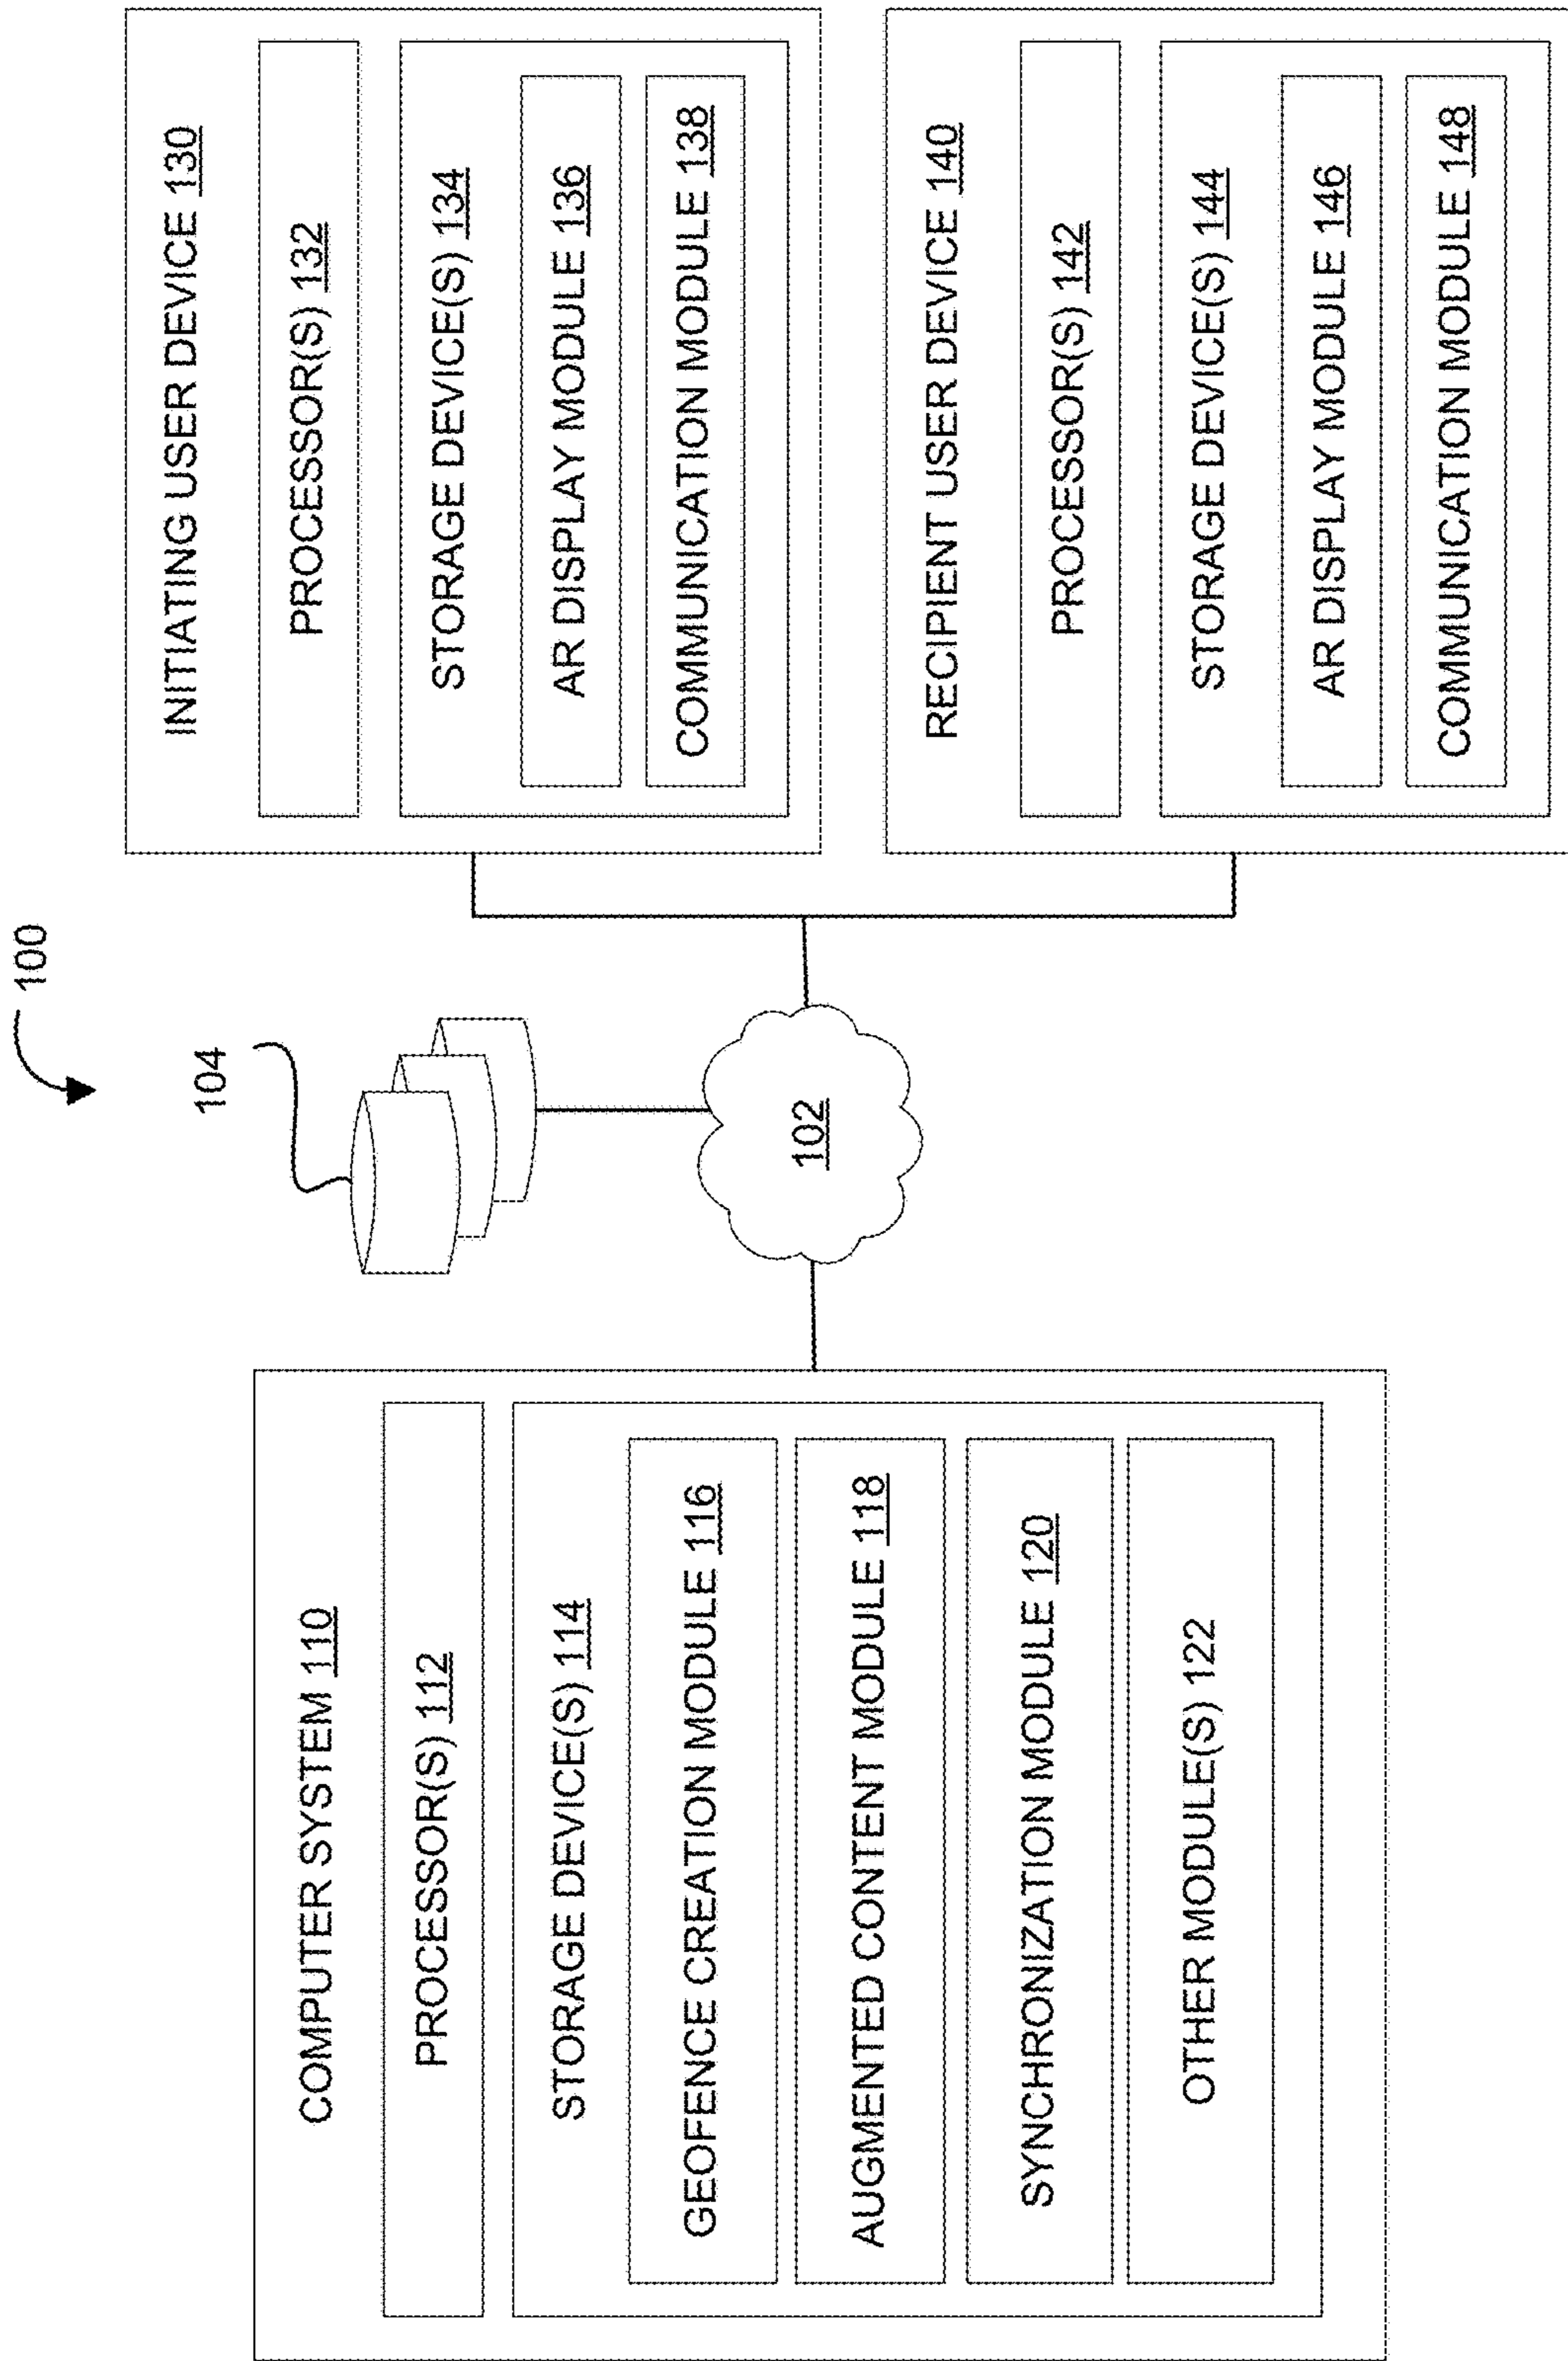 100
104
102
COMPUTER SYSTEM 110
PROCESSOR(S) 112
STORAGE DEVICE(S) 114
GEOFENCE CREATION MODULE 116
AUGMENTED CONTENT MODULE 118
SYNCHRONIZATION MODULE 120
OTHER MODULE(S) 122
INITIATING USER DEVICE 130
PROCESSOR(S) 132
STORAGE DEVICE(S) 134
AR DISPLAY MODULE 136
COMMUNICATION MODULE 138
RECIPIENT USER DEVICE 140
PROCESSOR(S) 142
STORAGE DEVICE(S) 144
AR DISPLAY MODULE 146
COMMUNICATION MODULE 148